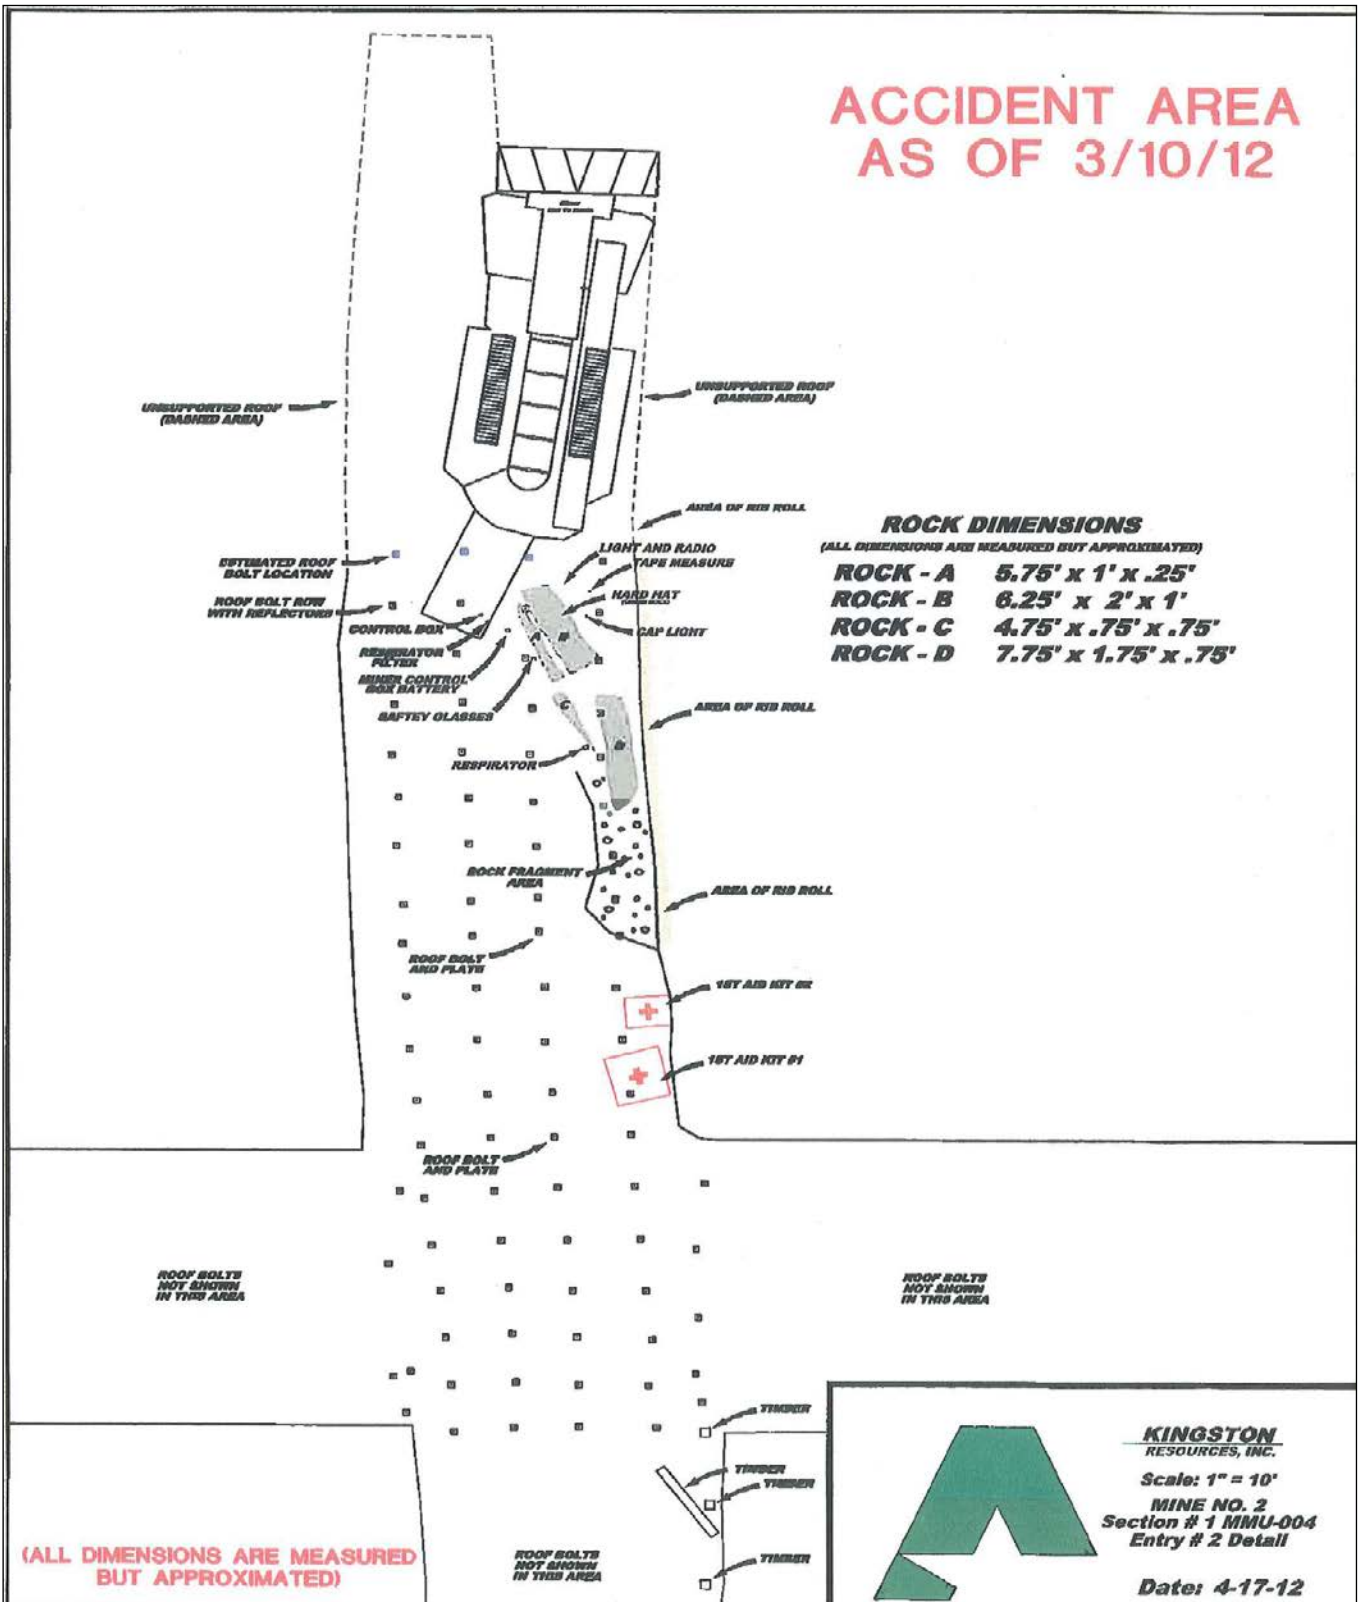 ACCIDENT AREA
AS OF 3/10/12
UNSUPPORTED ROOF
(DASHED AREA)
UNSUPPORTED ROOF
(DASHED AREA)
AREA OF RIB ROLL
ROCK DIMENSIONS
(ALL DIMENSIONS ARE MEASURED BUT APPROXIMATED)
ROCK - A 5.75' x 1' x .25'
ROCK - B 6.25' x 2' x 1'
ROCK - C 4.75' x .75' x .75'
ROCK - D 7.75' x 1.75' x .75'
ESTIMATED ROOF
BOLT LOCATION
LIGHT AND RADIO
TAPE MEASURE
ROOF BOLT ROW
WITH REFLECTORS
HARD HAT
CONTROL BOX
CAP LIGHT
RESPIRATOR
FILTER
A
B
MINER CONTROL
BOX BATTERY
SAFTEY GLASSES
C
AREA OF RIB ROLL
RESPIRATOR
ROCK FRAGMENT
AREA
AREA OF RIB ROLL
ROOF BOLT
AND PLATE
1ST AID KIT #2
1ST AID KIT #1
ROOF BOLT
AND PLATE
ROOF BOLTS
NOT SHOWN
IN THIS AREA
ROOF BOLTS
NOT SHOWN
IN THIS AREA
TIMBER
TIMBER
TIMBER
TIMBER
ROOF BOLTS
NOT SHOWN
IN THIS AREA
(ALL DIMENSIONS ARE MEASURED
BUT APPROXIMATED)
KINGSTON
RESOURCES, INC.
Scale: 1" = 10'
MINE NO. 2
Section # 1 MMU-004
Entry # 2 Detail
Date: 4-17-12